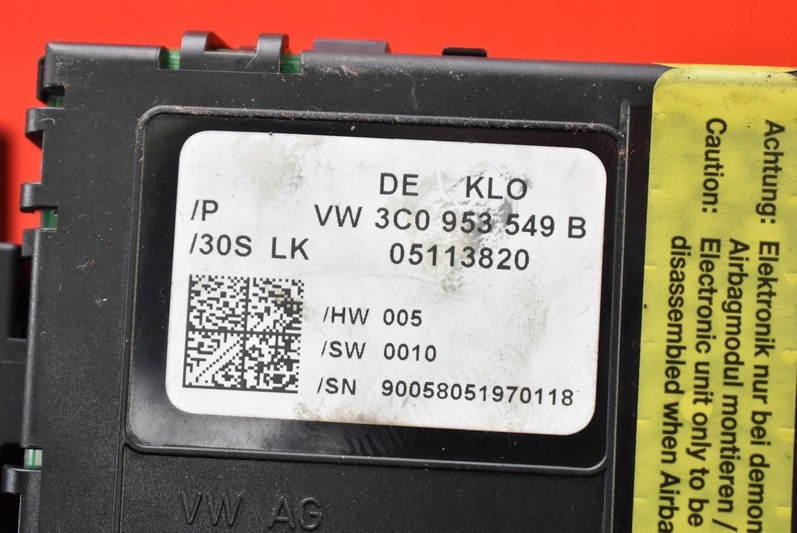 DE KLO
/P VW 3C0 953 549 B
/30S LK 05113820
/HW 005
/SW 0010
/SN 90058051970118
VW AG
Achtung: Elektronik nur bei demon
Airbagmodul montieren /
Caution: Electronic unit only to be
disassembled when Airba